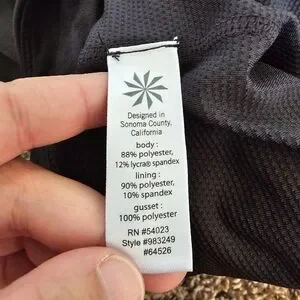 Designed in
Sonoma County,
California
body :
88% polyester,
12% lycra® spandex
lining :
90% polyester,
10% spandex
gusset :
100% polyester
RN #54023
Style #983249
#64526